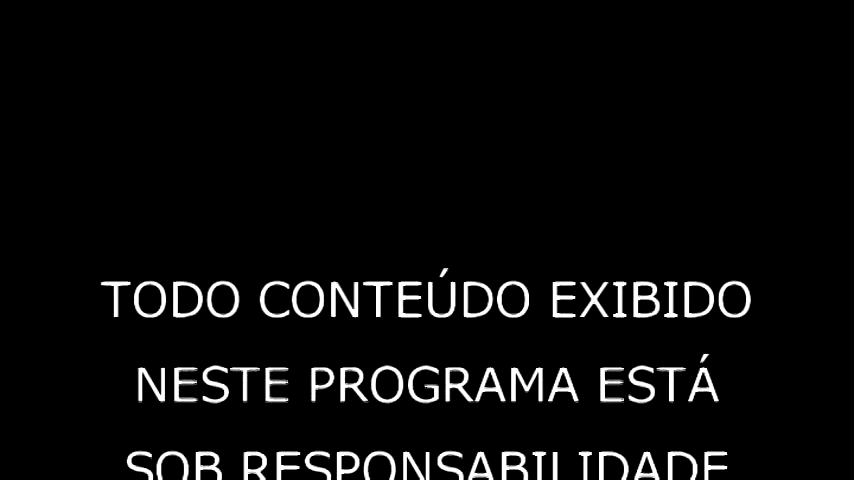 TODO CONTEÚDO EXIBIDO
NESTE PROGRAMA ESTÁ
SOB RESPONSABILIDADE